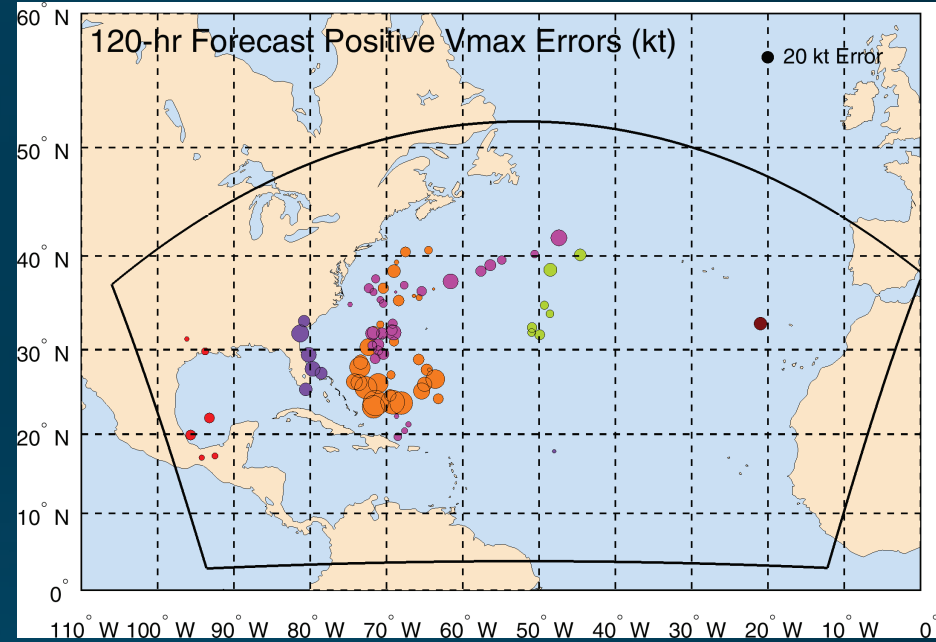 60° N
120-hr Forecast Positive Vmax Errors (kt)
20 kt Error
50° N
40° N
30° N
20° N
10° N
0°
110° W 100° W 90° W 80° W 70° W 60° W 50° W 40° W 30° W 20° W 10° W 0°